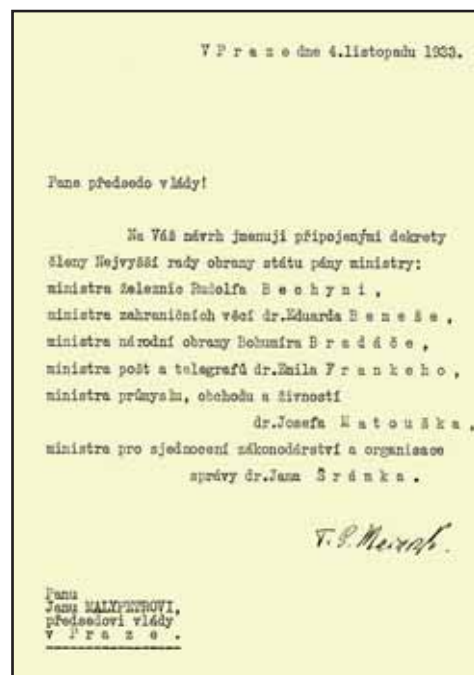 V P r a z e dne 4.listopadu 1933.
Pane předsedo vlády!
Na Váš návrh jmenuji připojenými dekrety
členy Nejvyšší rady obrany státu pány ministry:
ministra železnic Rudolfa B e c h y n i ,
ministra zahraničních věcí dr.Eduarda B e n e š e ,
ministra národní obrany Bohumíra B r a d á č e ,
ministra pošt a telegrafů dr.Emila F r a n k e h o ,
ministra průmyslu, obchodu a živností
dr.Josefa M a t o u š k a ,
ministra pro sjednocení zákonodárství a organisace
správy dr.Jana Š r á m k a .
T. G. Masaryk.
Panu
Janu MALYPETROVI,
předsedovi vlády
v P r a z e .